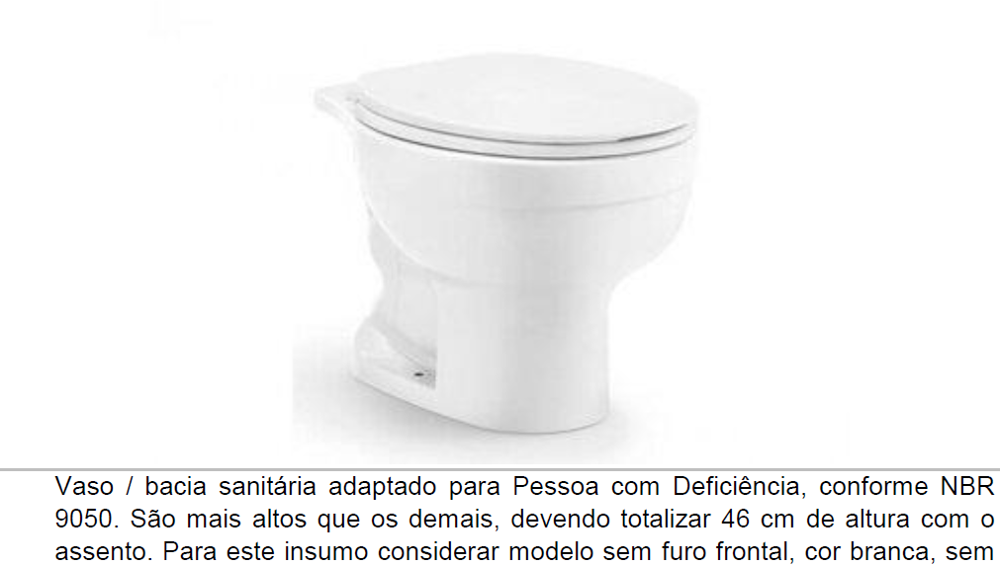 Vaso / bacia sanitária adaptado para Pessoa com Deficiência, conforme NBR
9050. São mais altos que os demais, devendo totalizar 46 cm de altura com o
assento. Para este insumo considerar modelo sem furo frontal, cor branca, sem